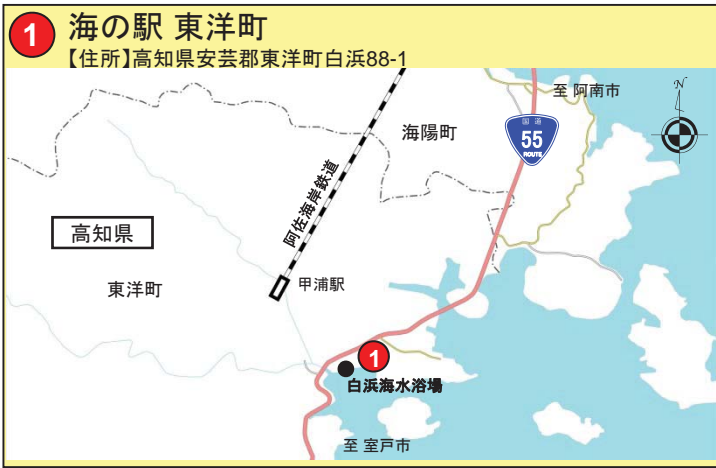 1 海の駅 東洋町
【住所】高知県安芸郡東洋町白浜88-1
至 阿南市
N
海陽町
国道
55
ROUTE
阿佐海岸鉄道
高知県
東洋町
甲浦駅
1
白浜海水浴場
至 室戸市